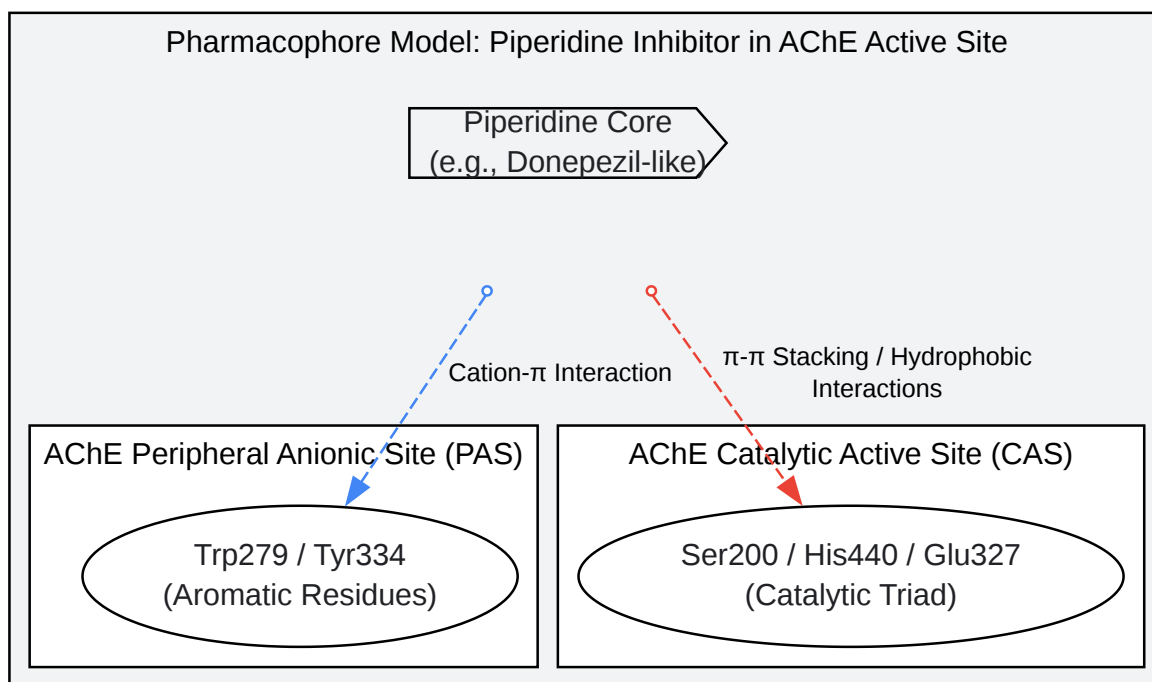 Pharmacophore Model: Piperidine Inhibitor in AChE Active Site
Piperidine Core
(e.g., Donepezil-like)
Cation-π Interaction
π-π Stacking / Hydrophobic
Interactions
AChE Peripheral Anionic Site (PAS)
Trp279 / Tyr334
(Aromatic Residues)
AChE Catalytic Active Site (CAS)
Ser200 / His440 / Glu327
(Catalytic Triad)